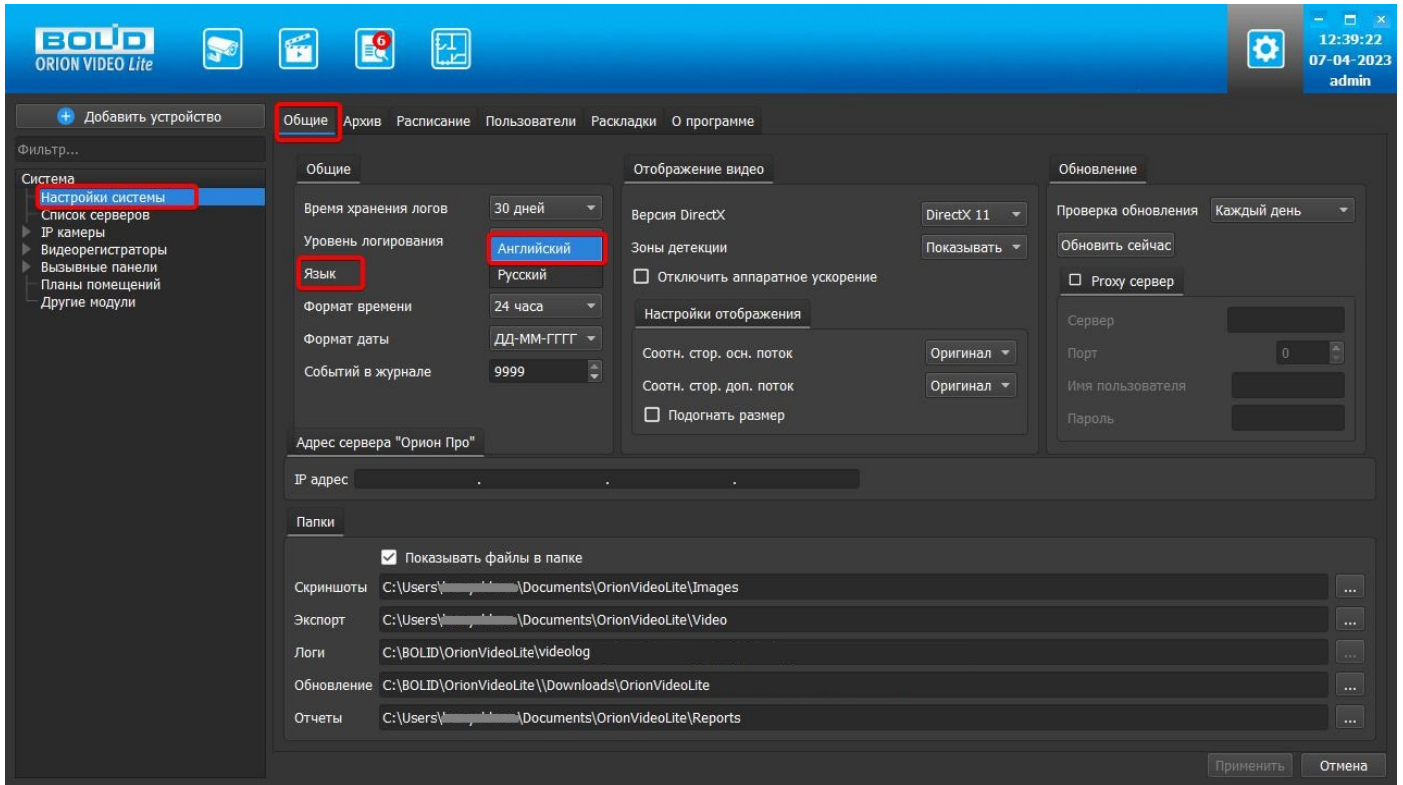 BOLID
ORION VIDEO Lite
6
12:39:22
07-04-2023
admin
Добавить устройство
Фильтр...
Система
Настройки системы
Список серверов
IP камеры
Видеорегистраторы
Вызывные панели
Планы помещений
Другие модули
Общие Архив Расписание Пользователи Раскладки О программе
Общие
Время хранения логов 30 дней
Уровень логирования
Английский
Язык
Русский
Формат времени 24 часа
Формат даты ДД-ММ-ГГГГ
Событий в журнале 9999
Отображение видео
Версия DirectX DirectX 11
Зоны детекции Показывать
Отключить аппаратное ускорение
Настройки отображения
Соотн. стор. осн. поток Оригинал
Соотн. стор. доп. поток Оригинал
Подогнать размер
Обновление
Проверка обновления Каждый день
Обновить сейчас
Proxy сервер
Сервер
Порт 0
Имя пользователя
Пароль
Адрес сервера "Орион Про"
IP адрес . . .
Папки
Показывать файлы в папке
Скриншоты C:\Users\ \Documents\OrionVideoLite\Images ...
Экспорт C:\Users\ \Documents\OrionVideoLite\Video ...
Логи C:\BOLID\OrionVideoLite\videolog ...
Обновление C:\BOLID\OrionVideoLite\\Downloads\OrionVideoLite ...
Отчеты C:\Users\ \Documents\OrionVideoLite\Reports ...
Применить Отмена